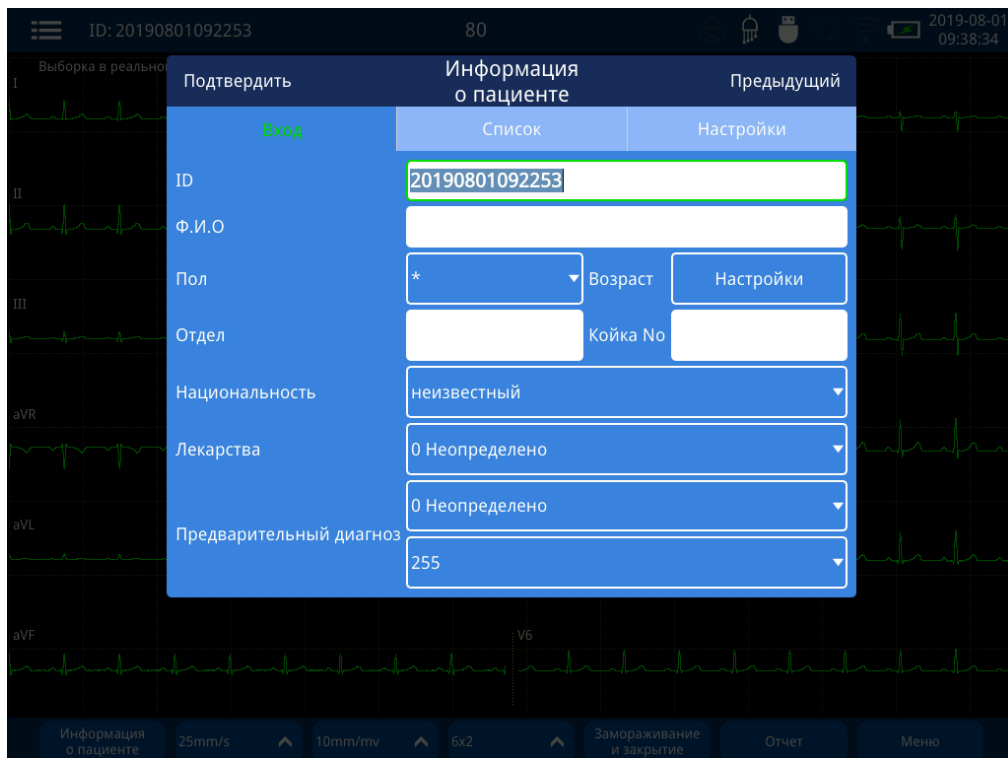 ID: 20190801092253
80
2019-08-01
09:38:34
Выборка в реально
Подтвердить
Информация
о пациенте
Предыдущий
Вход
Список
Настройки
I
ID
20190801092253
II
Ф.И.О
Пол
*
Возраст
Настройки
III
Отдел
Койка No
Национальность
неизвестный
aVR
Лекарства
0 Неопределено
0 Неопределено
aVL
Предварительный диагноз
255
aVF
V6
Информация
о пациенте
25mm/s
10mm/mv
6x2
Замораживание
и закрытие
Отчет
Меню